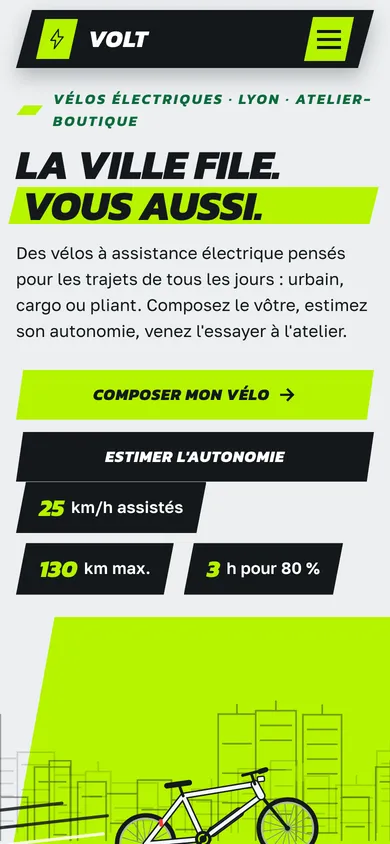 VOLT
VÉLOS ÉLECTRIQUES · LYON · ATELIER-
BOUTIQUE
LA VILLE FILE.
VOUS AUSSI.
Des vélos à assistance électrique pensés
pour les trajets de tous les jours : urbain,
cargo ou pliant. Composez le vôtre, estimez
son autonomie, venez l'essayer à l'atelier.
COMPOSER MON VÉLO →
ESTIMER L'AUTONOMIE
25 km/h assistés
130 km max.
3 h pour 80 %